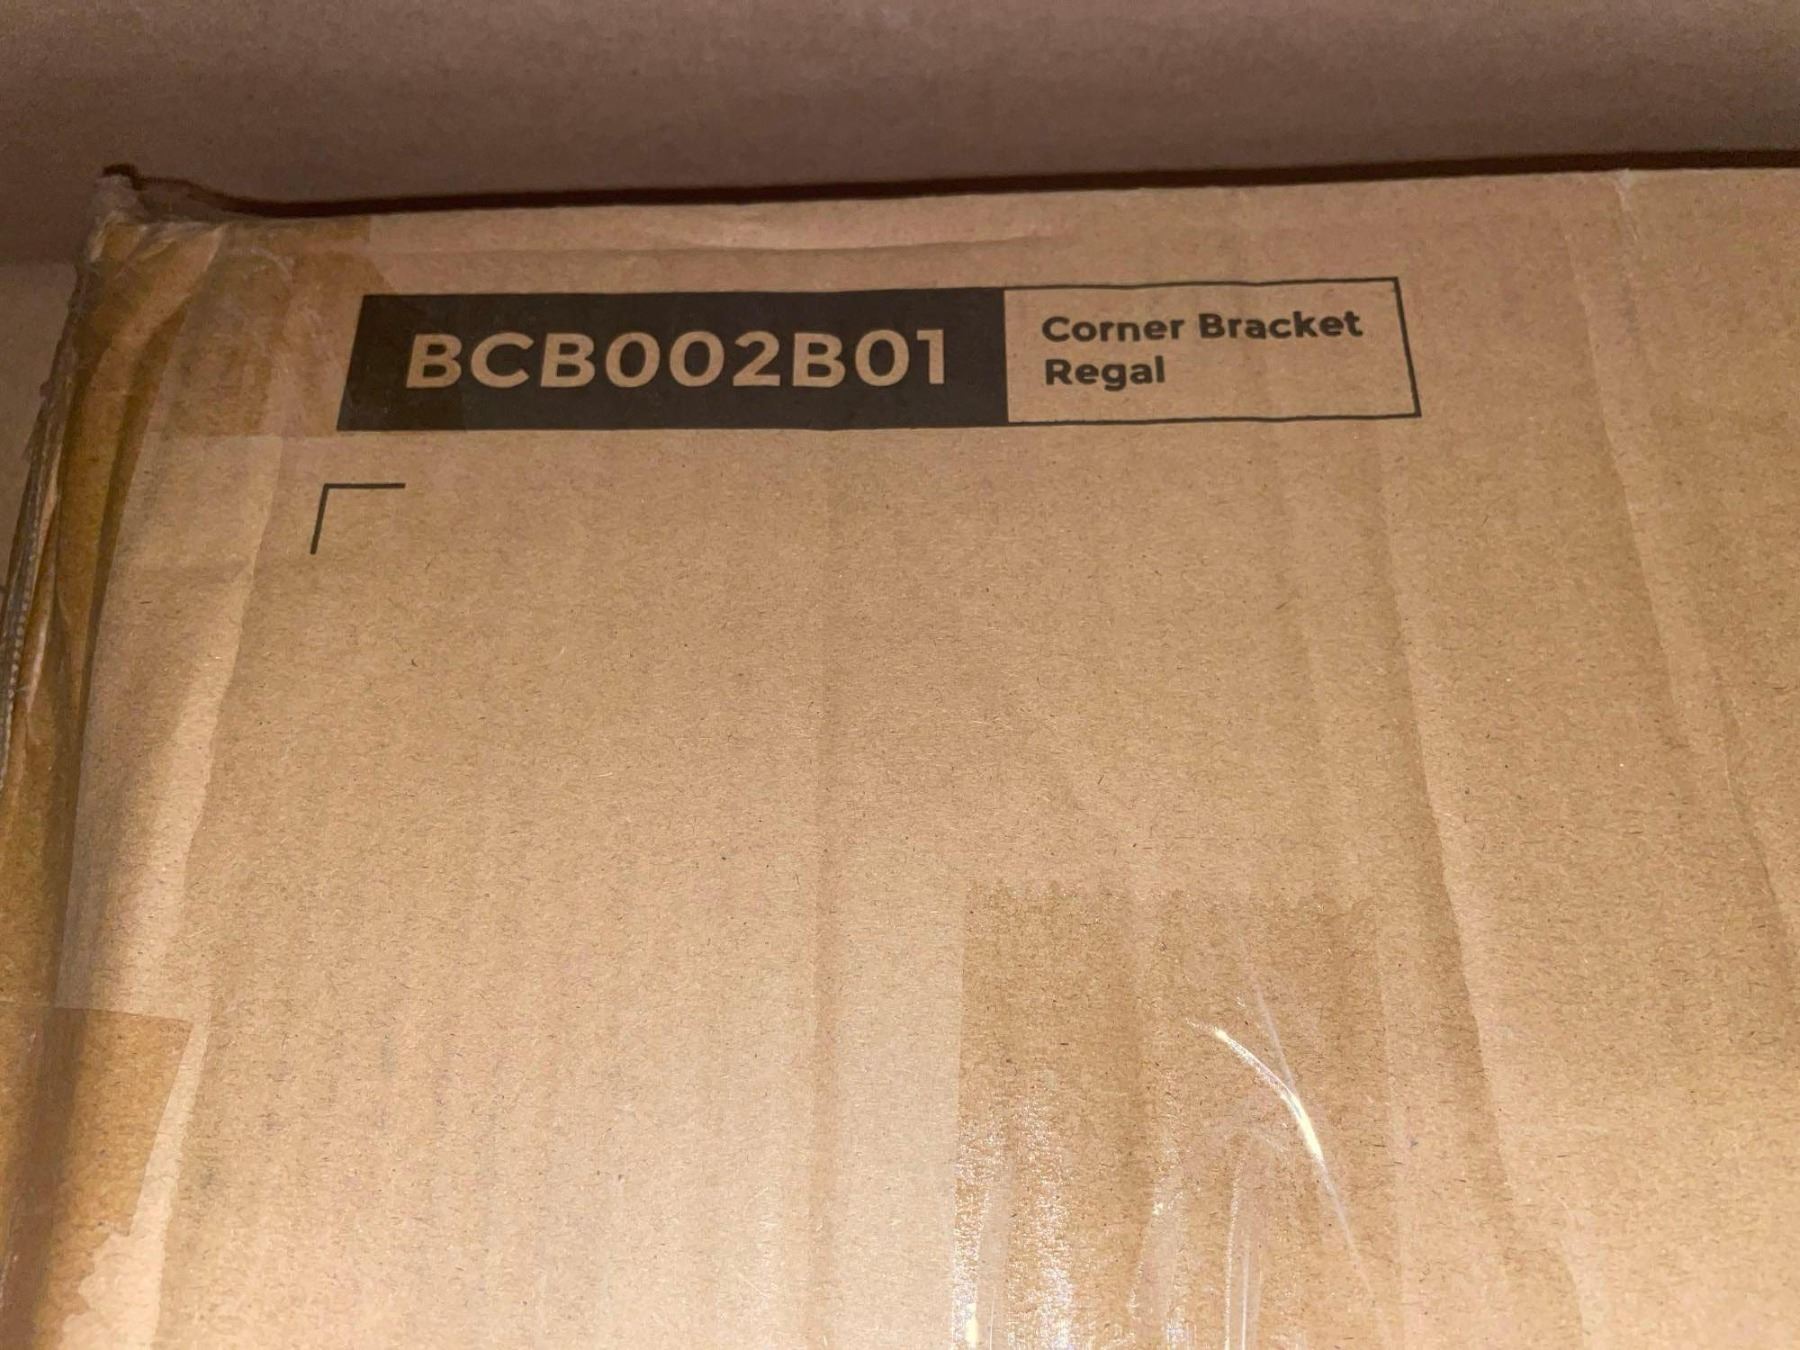 BCB002B01
Corner Bracket
Regal